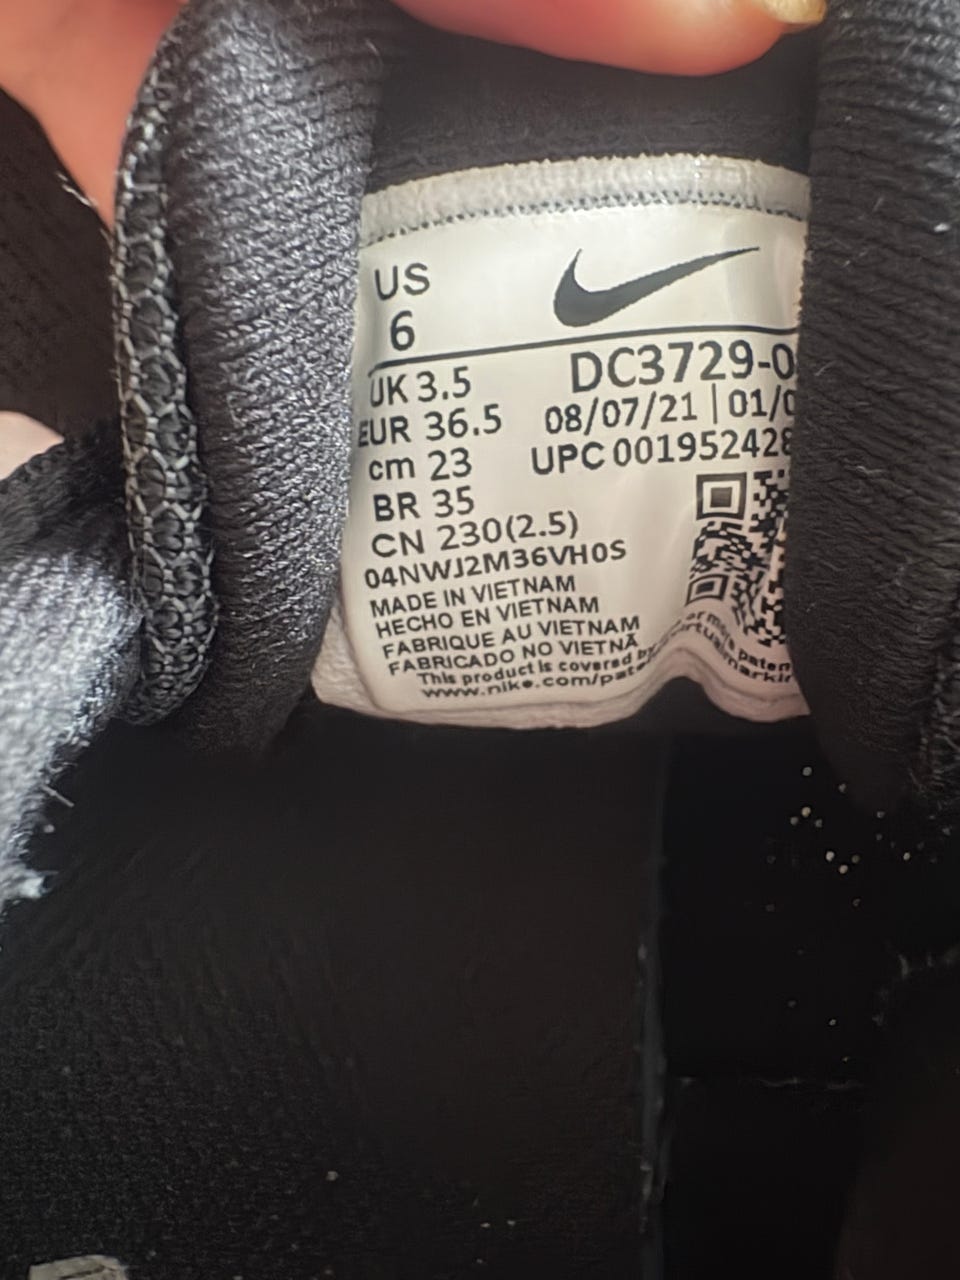 US
6
UK 3.5
EUR 36.5
cm 23
BR 35
CN 230(2.5)
DC3729-0
08/07/21 | 01/0
UPC 001952428
04NWJ2M36VH0S
MADE IN VIETNAM
HECHO EN VIETNAM
FABRIQUE AU VIETNAM
FABRICADO NO VIETNÃ
This product is covered by
www.nike.com/pate